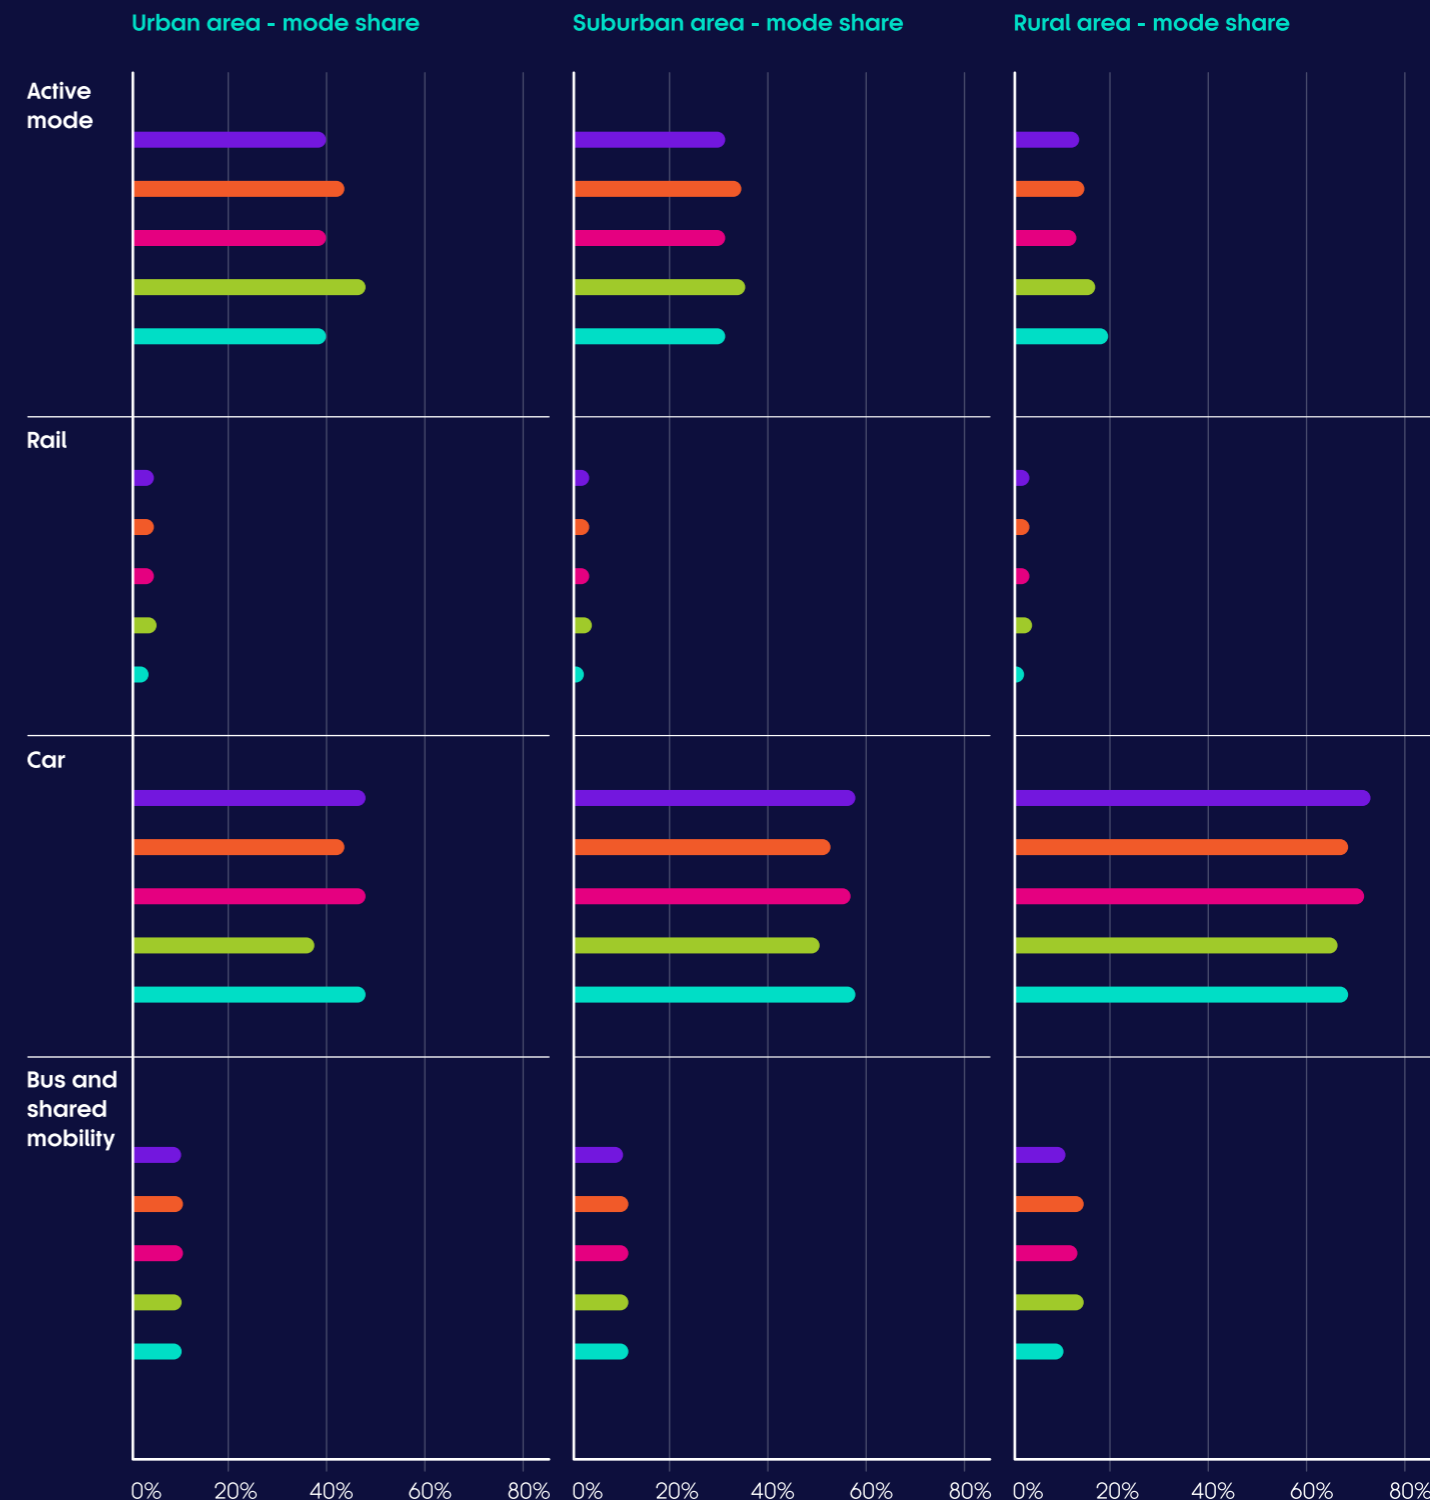 Urban area - mode share
Suburban area - mode share
Rural area - mode share
Active
mode
Rail
Car
Bus and
shared
mobility
0% 20% 40% 60% 80%
0% 20% 40% 60% 80%
0% 20% 40% 60% 80%